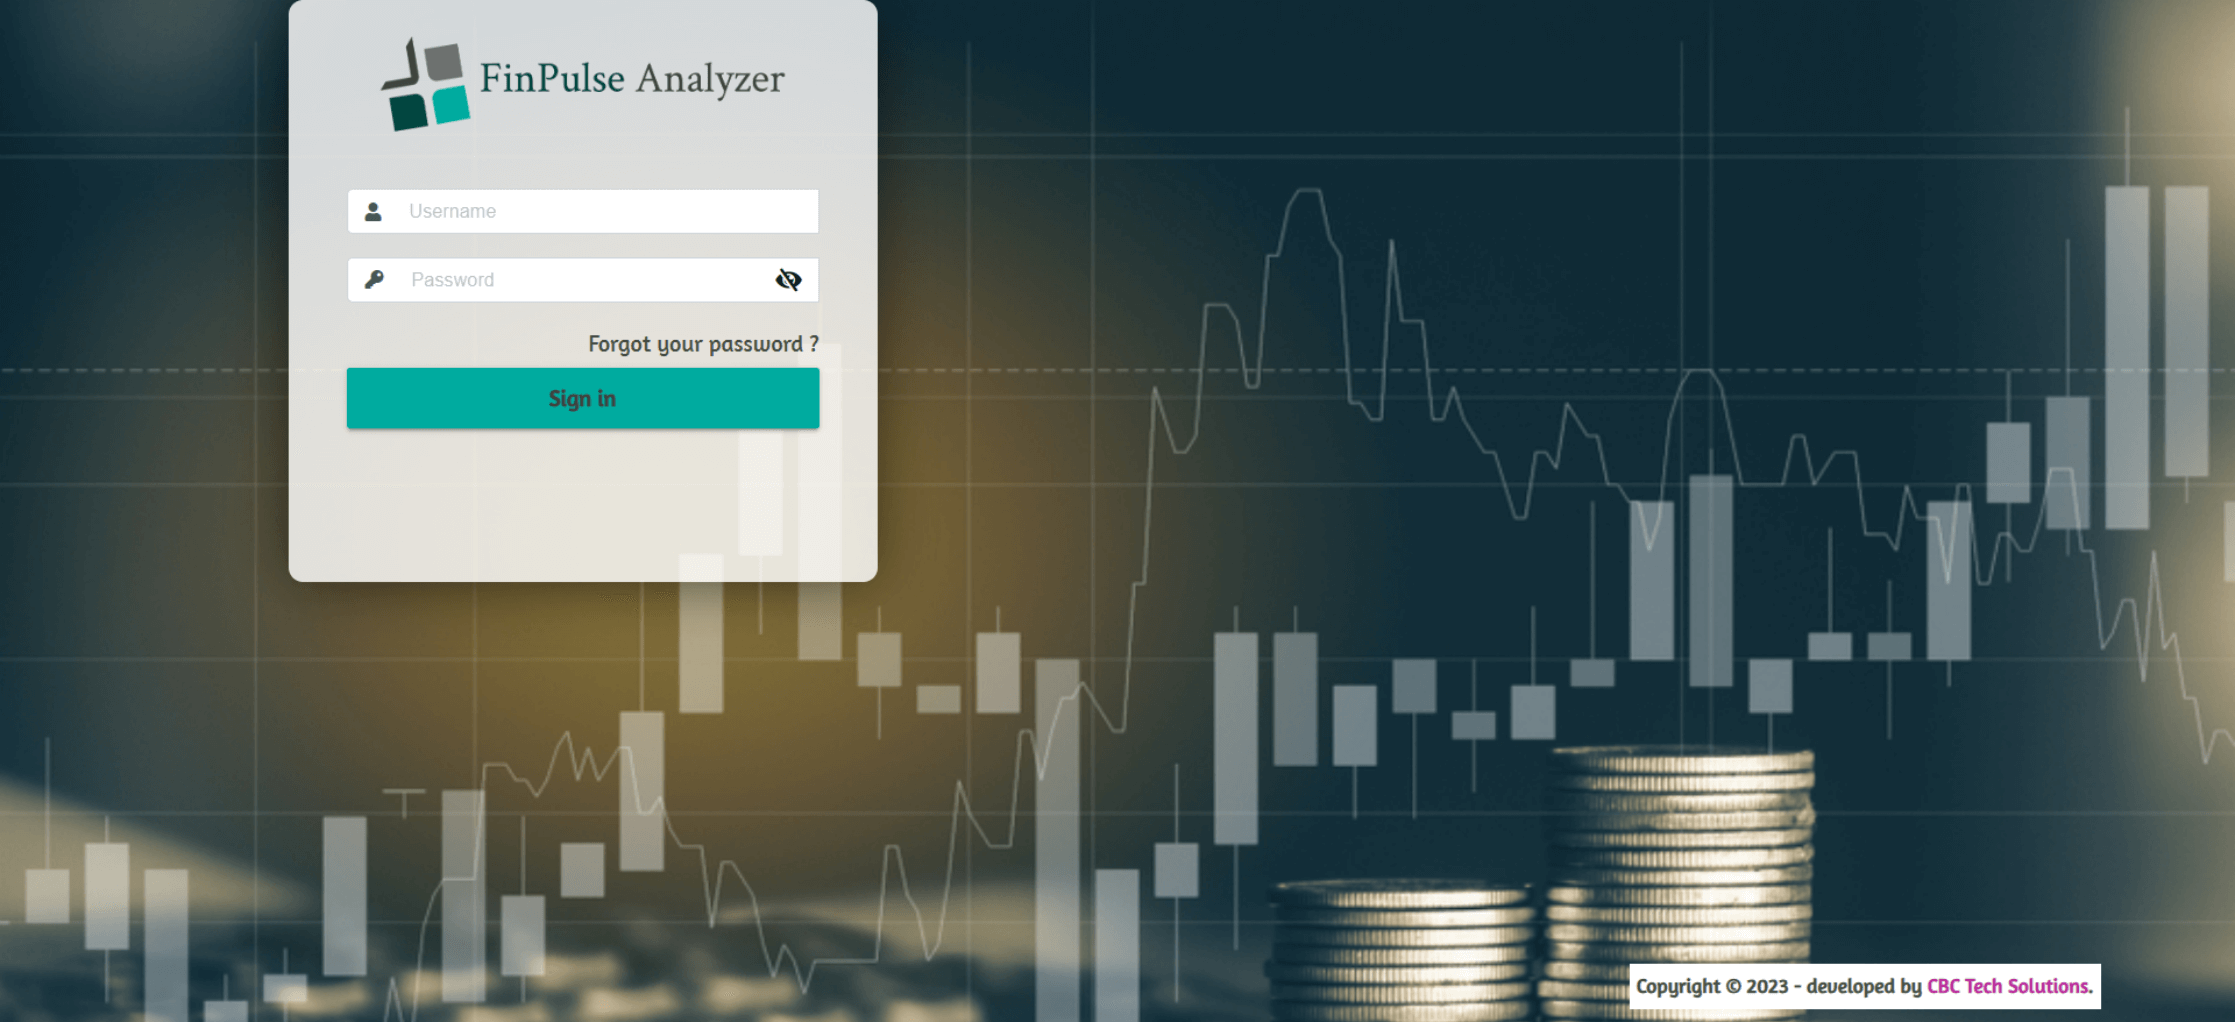 FinPulse Analyzer
Username
Password
Forgot your password ?
Sign in
Copyright © 2023 - developed by CBC Tech Solutions.